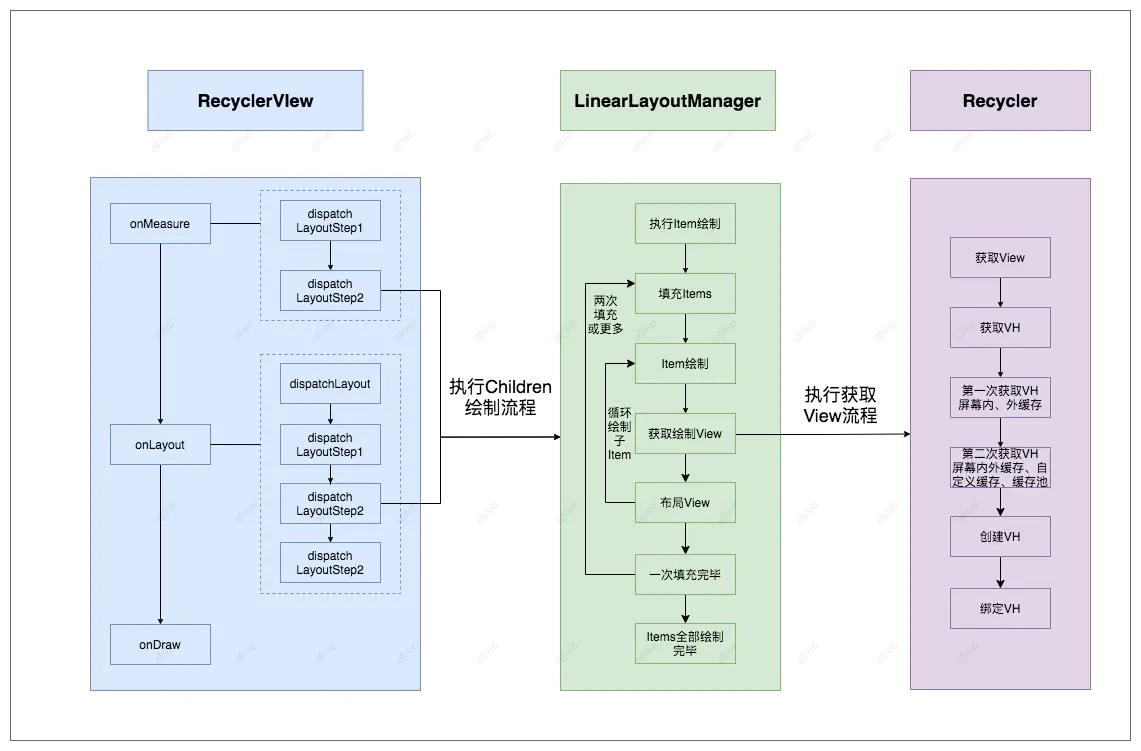 RecyclerVIew
LinearLayoutManager
Recycler
onMeasure
dispatch
LayoutStep1
dispatch
LayoutStep2
onLayout
dispatchLayout
dispatch
LayoutStep1
dispatch
LayoutStep2
dispatch
LayoutStep2
onDraw
执行Children
绘制流程
执行Item绘制
填充Items
两次
填充
或更多
Item绘制
循环
绘制
子
Item
获取绘制View
布局View
一次填充完毕
Items全部绘制
完毕
执行获取
View流程
获取View
获取VH
第一次获取VH
屏幕内、外缓存
第二次获取VH
屏幕内外缓存、自
定义缓存、缓存池
创建VH
绑定VH